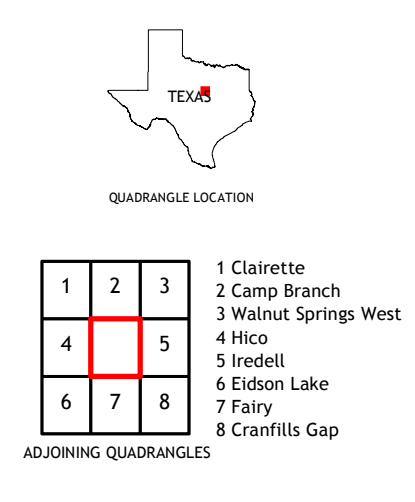 TEXAS
QUADRANGLE LOCATION
1 2 3
4 5
6 7 8
1 Clairette
2 Camp Branch
3 Walnut Springs West
4 Hico
5 Iredell
6 Eidson Lake
7 Fairy
8 Cranfills Gap
ADJOINING QUADRANGLES